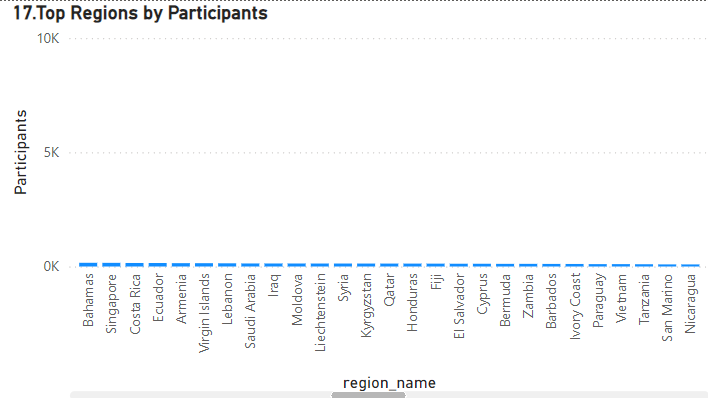 17.Top Regions by Participants
10K
5K
0K
Participants
Bahamas
Singapore
Costa Rica
Ecuador
Armenia
Virgin Islands
Lebanon
Saudi Arabia
Iraq
Moldova
Liechtenstein
Syria
Kyrgyzstan
Qatar
Honduras
Fiji
El Salvador
Cyprus
Bermuda
Zambia
Barbados
Ivory Coast
Paraguay
Vietnam
Tanzania
San Marino
Nicaragua
region_name